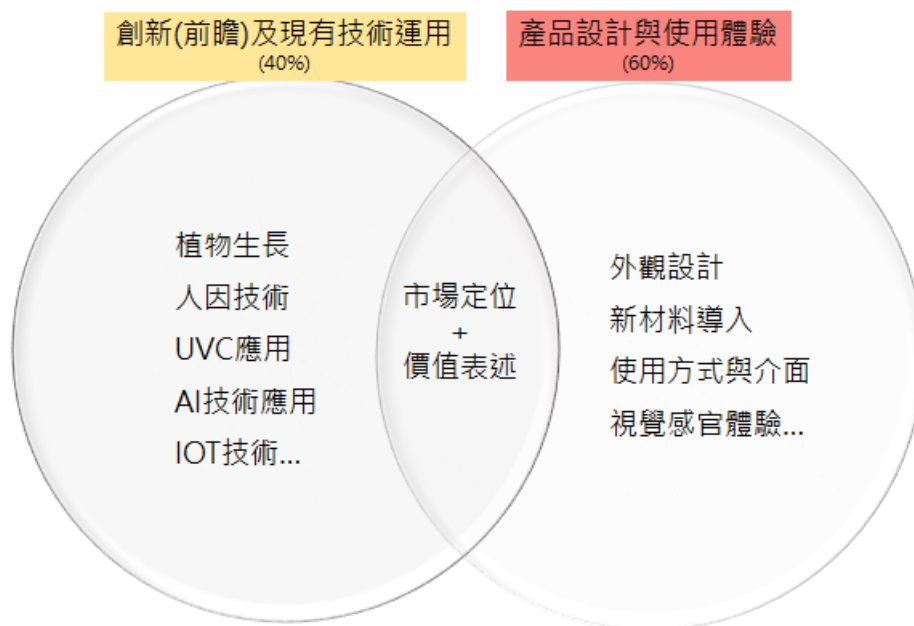 創新(前瞻)及現有技術運用
(40%)
產品設計與使用體驗
(60%)
植物生長
人因技術
UVC應用
AI技術應用
IOT技術...
市場定位
+
價值表述
外觀設計
新材料導入
使用方式與介面
視覺感官體驗...